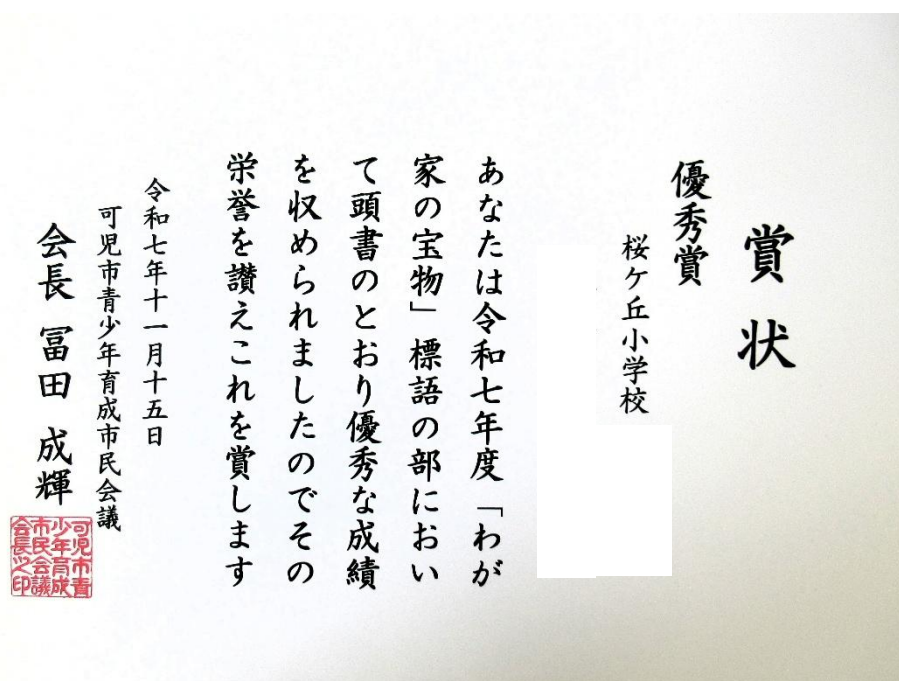 賞状
優秀賞
桜ケ丘小学校
あなたは令和七年度「わが
家の宝物」標語の部におい
て頭書のとおり優秀な成績
を収められましたのでその
栄誉を讃えこれを賞します
令和七年十一月十五日
可児市青少年育成市民会議
会長 冨田 成輝
可児市青
少年育成
市民会議
会長之印